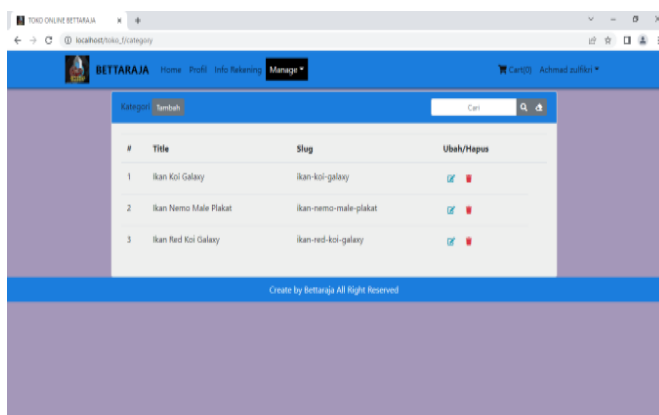 TOKO ONLINE BETTARAJA
localhost/toko_f/category
BETTARAJA Home Profil Info Rekening Manage Cart(0) Achmad zulfikri
Kategori Tambah Cari
# Title Slug Ubah/Hapus
1 Ikan Koi Galaxy ikan-koi-galaxy
2 Ikan Nemo Male Plakat ikan-nemo-male-plakat
3 Ikan Red Koi Galaxy ikan-red-koi-galaxy
Create by Bettaraja All Right Reserved